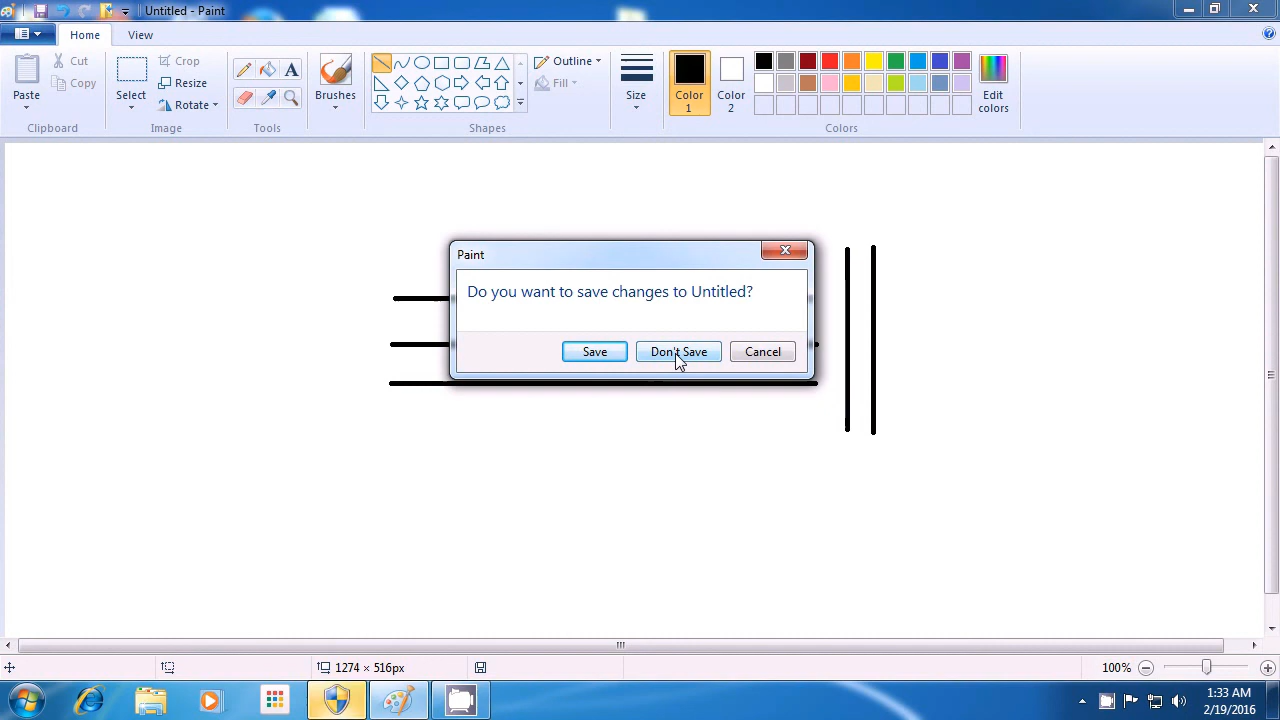 Untitled - Paint
Home View
Paste
Cut
Copy
Clipboard
Select
Crop
Resize
Rotate
Image
A
Tools
Brushes
Outline
Fill
Shapes
Size
Color 1
Color 2
Edit colors
Colors
Paint
Do you want to save changes to Untitled?
Save Don't Save Cancel
1274 × 516px
100%
1:33 AM
2/19/2016